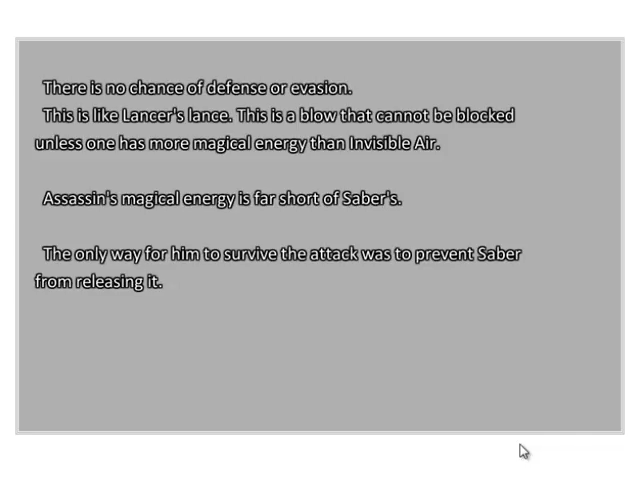 There is no chance of defense or evasion.
This is like Lancer's lance. This is a blow that cannot be blocked
unless one has more magical energy than Invisible Air.
Assassin's magical energy is far short of Saber's.
The only way for him to survive the attack was to prevent Saber
from releasing it.